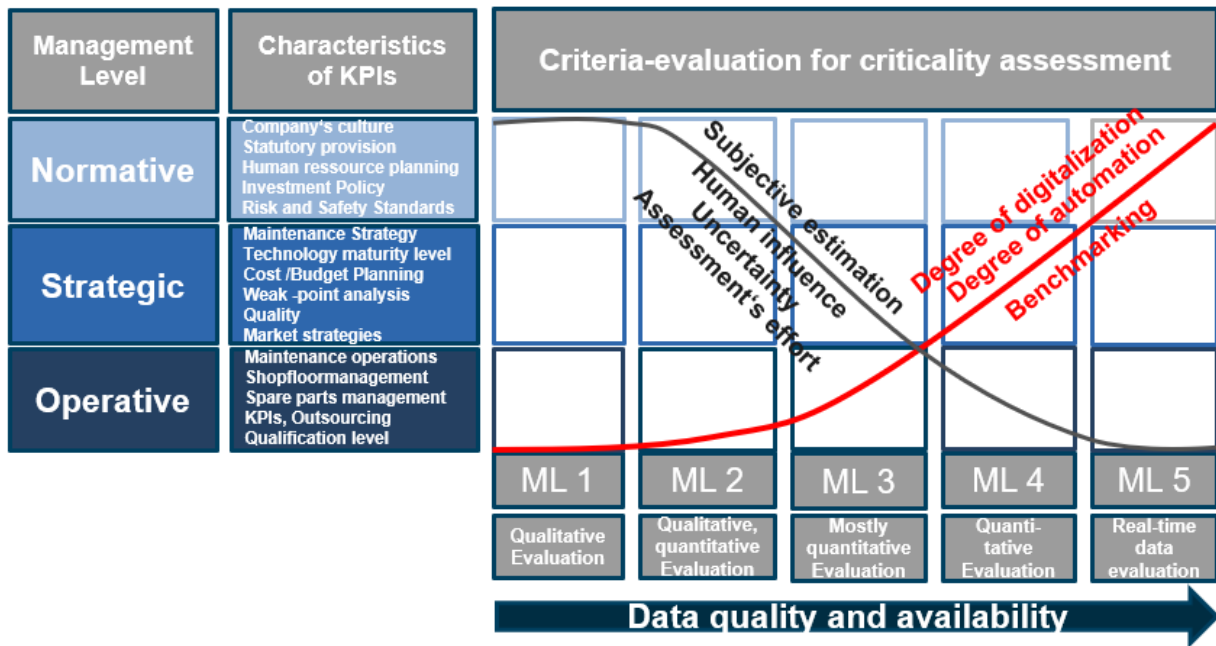 Management
Level
Characteristics
of KPIs
Criteria-evaluation for criticality assessment
Normative
Company's culture
Statutory provision
Human ressource planning
Investment Policy
Risk and Safety Standards
Strategic
Maintenance Strategy
Technology maturity level
Cost /Budget Planning
Weak -point analysis
Quality
Market strategies
Operative
Maintenance operations
Shopfloormanagement
Spare parts management
KPIs, Outsourcing
Qualification level
Subjective estimation
Human influence
Uncertainty
Assessment's effort
Degree of digitalization
Degree of automation
Benchmarking
ML 1
ML 2
ML 3
ML 4
ML 5
Qualitative
Evaluation
Qualitative,
quantitative
Evaluation
Mostly
quantitative
Evaluation
Quanti-
tative
Evaluation
Real-time
data
evaluation
Data quality and availability